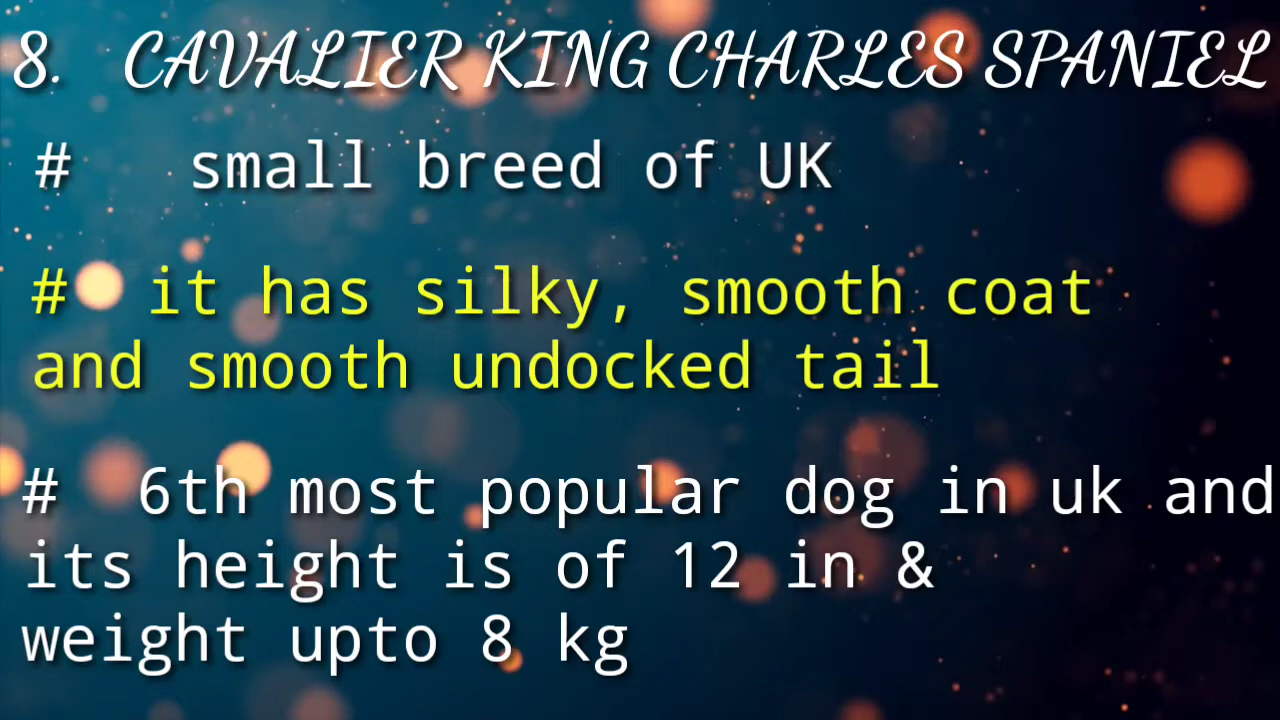 8. CAVALIER KING CHARLES SPANIEL
# small breed of UK
# it has silky, smooth coat
and smooth undocked tail
# 6th most popular dog in uk and
its height is of 12 in &
weight upto 8 kg